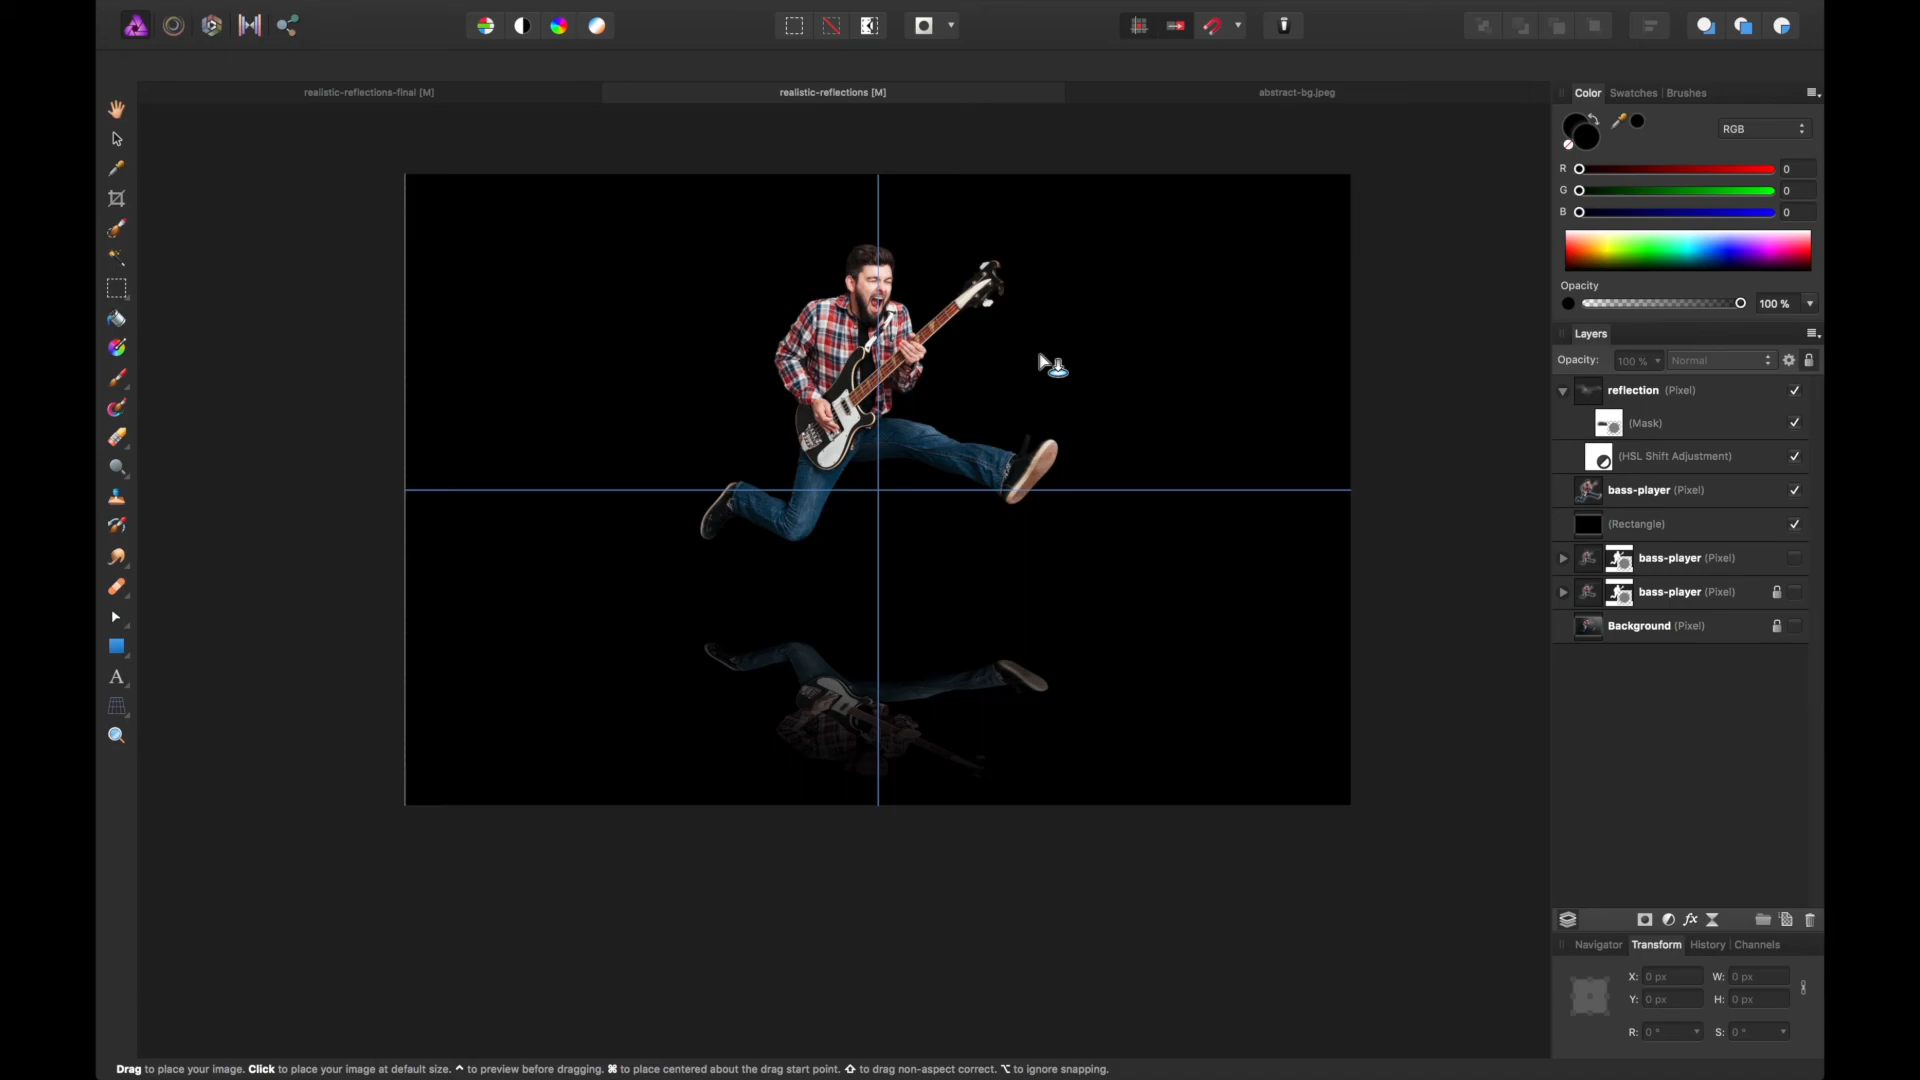 realistic-reflections-final [M]
realistic-reflections [M]
abstract-bg.jpeg
Color Swatches Brushes
RGB
R 0
G 0
B 0
Opacity
100 %
Layers
Opacity: 100 % Normal
reflection (Pixel)
(Mask)
(HSL Shift Adjustment)
bass-player (Pixel)
(Rectangle)
bass-player (Pixel)
bass-player (Pixel)
Background (Pixel)
fx
Navigator Transform History Channels
X: 0 px W: 0 px
Y: 0 px H: 0 px
R: 0 ° S: 0 °
Drag to place your image. Click to place your image at default size. ^ to preview before dragging. ⌘ to place centered about the drag start point. ⇧ to drag non-aspect correct. ⌥ to ignore snapping.